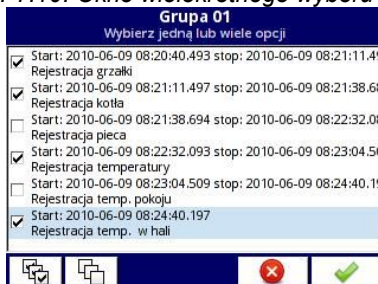 Okno wielokrotnego wyboru
Grupa 01
Wybierz jedną lub wiele opcji
Start: 2010-06-09 08:20:40.493 stop: 2010-06-09 08:21:11.49
Rejestracja grzałki
Start: 2010-06-09 08:21:11.497 stop: 2010-06-09 08:21:38.68
Rejestracja kotła
Start: 2010-06-09 08:21:38.694 stop: 2010-06-09 08:22:32.08
Rejestracja pieca
Start: 2010-06-09 08:22:32.093 stop: 2010-06-09 08:23:04.50
Rejestracja temperatury
Start: 2010-06-09 08:23:04.509 stop: 2010-06-09 08:24:40.19
Rejestracja temp. pokoju
Start: 2010-06-09 08:24:40.197
Rejestracja temp. w hali